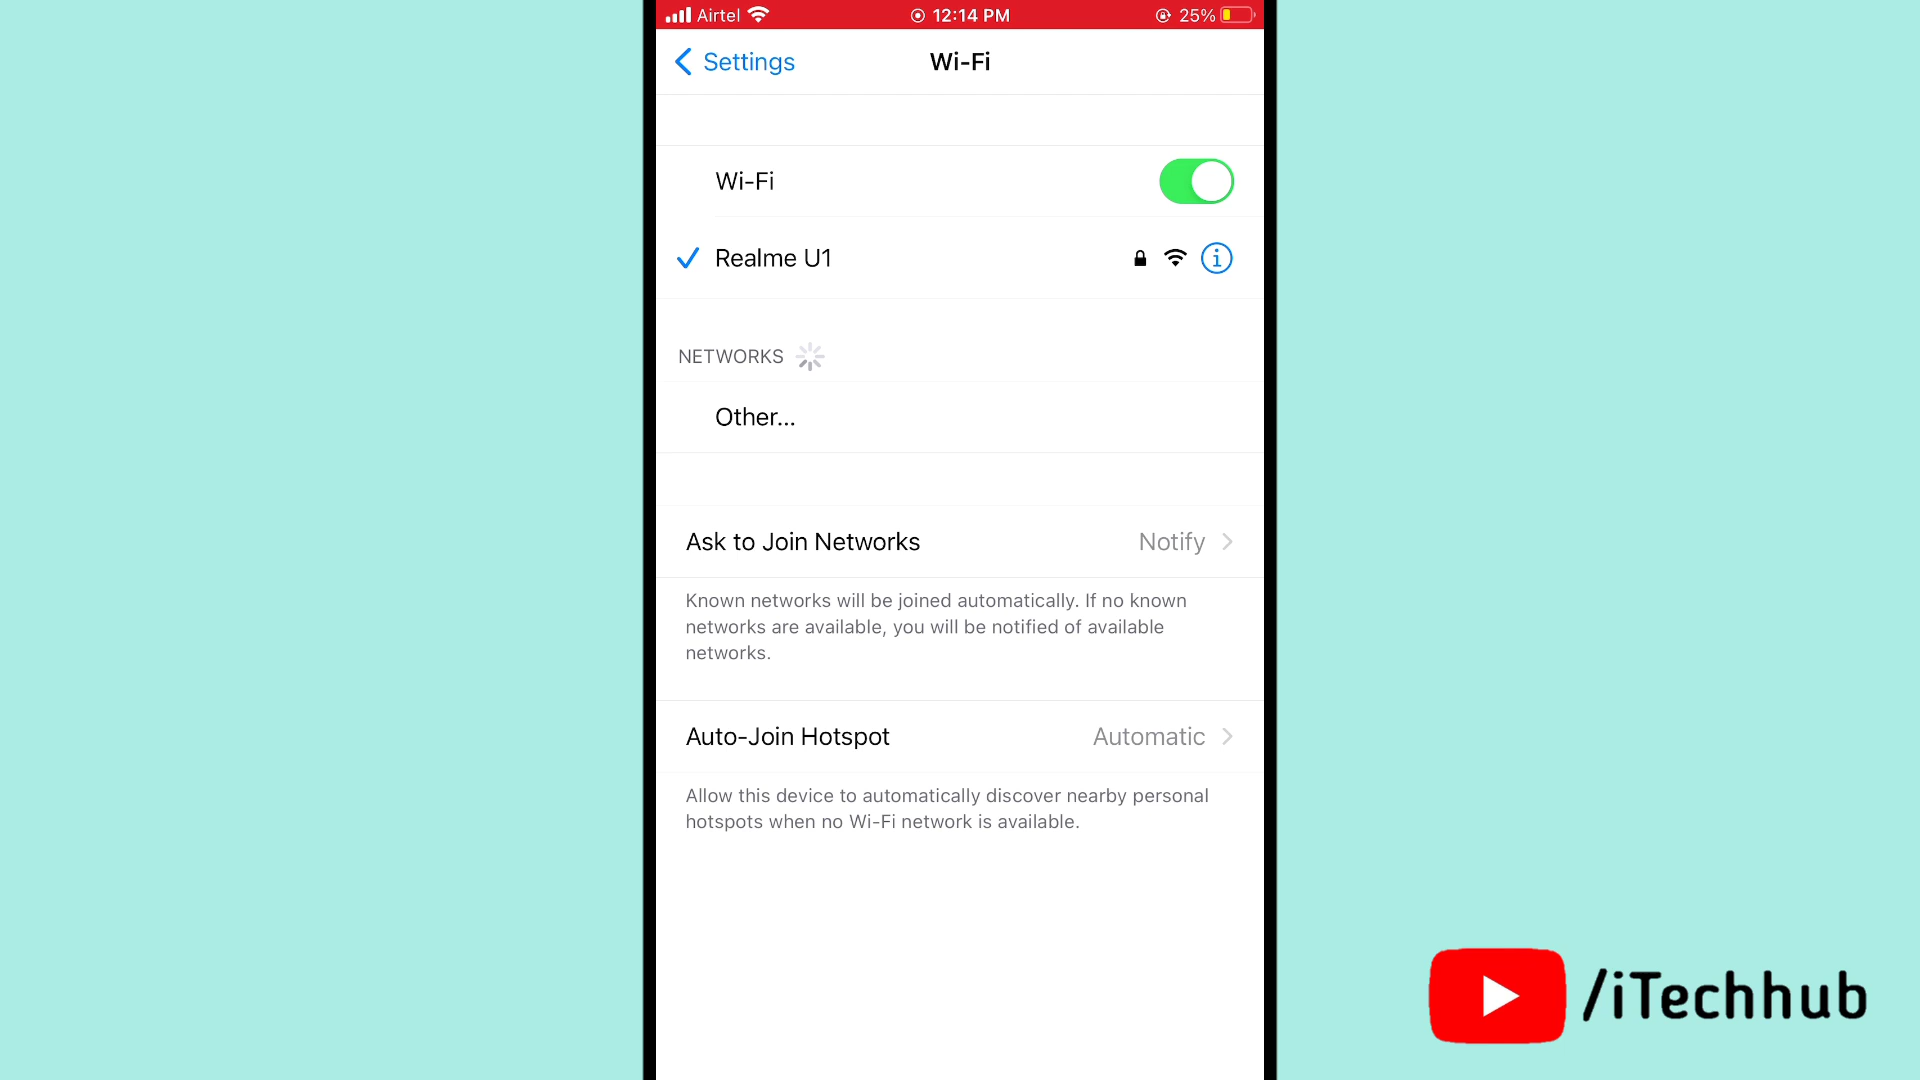 Airtel 12:14 PM 25%
Settings Wi-Fi
Wi-Fi
Realme U1
NETWORKS
Other...
Ask to Join Networks Notify
Known networks will be joined automatically. If no known
networks are available, you will be notified of available
networks.
Auto-Join Hotspot Automatic
Allow this device to automatically discover nearby personal
hotspots when no Wi-Fi network is available.
/iTechhub